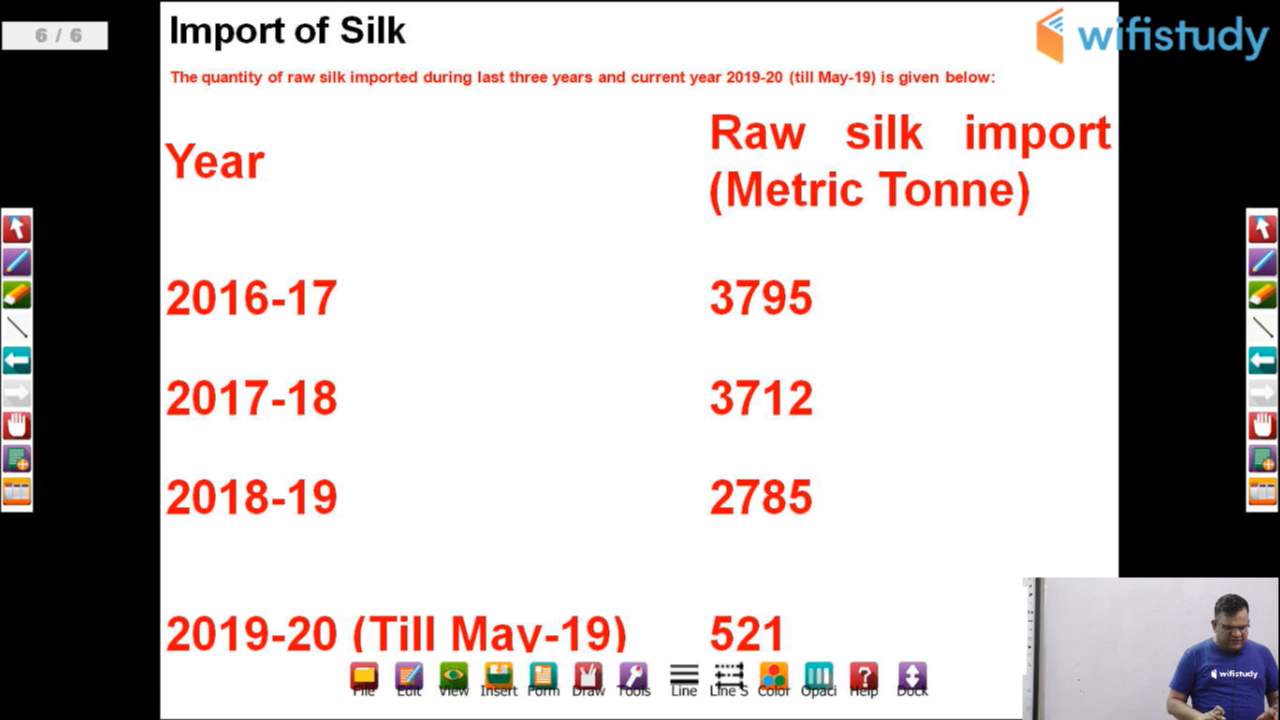 6 / 6
Import of Silk
wifistudy
The quantity of raw silk imported during last three years and current year 2019-20 (till May-19) is given below:
Year
Raw silk import
(Metric Tonne)
2016-17 3795
2017-18 3712
2018-19 2785
2019-20 (Till May-19) 521
File Edit View Insert Form Draw Tools Line Line S Color Opaci Help Dock
wifistudy